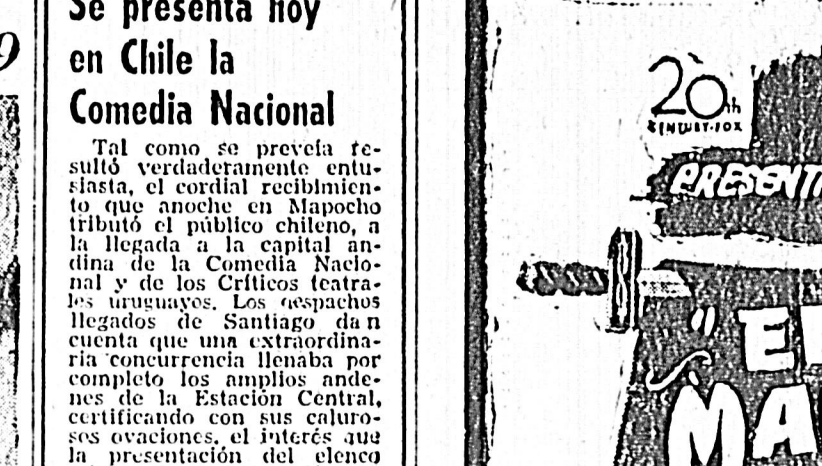 9
Se presenta hoy
en Chile la
Comedia Nacional
Tal como se preveía re-
sultó verdaderamente entu-
siasta, el cordial recibimien-
to que anoche en Mapocho
tributó el público chileno, a
la llegada a la capital an-
dina de la Comedia Nacio-
nal y de los Críticos teatra-
les uruguayos. Los despachos
llegados de Santiago dan
cuenta que una extraordina-
ria concurrencia llenaba por
completo los amplios ande-
nes de la Estación Central,
certificando con sus caluro-
sos ovaciones, el interés que
la presentación del elenco
20th
CENTURY-FOX
PRESENTA
"EL
MA